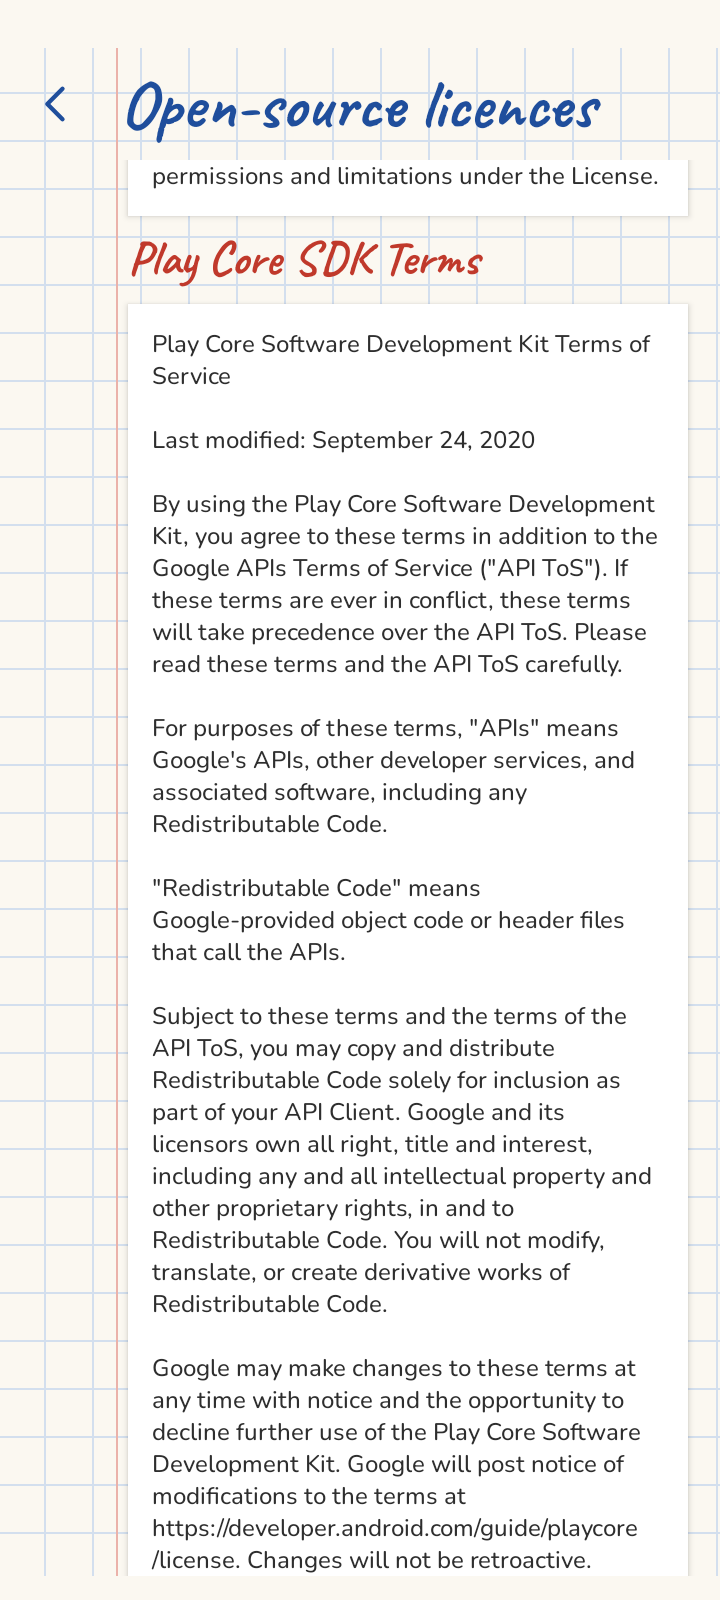 Open-source licences
permissions and limitations under the License.
Play Core SDK Terms
Play Core Software Development Kit Terms of
Service
Last modified: September 24, 2020
By using the Play Core Software Development
Kit, you agree to these terms in addition to the
Google APIs Terms of Service ("API ToS"). If
these terms are ever in conflict, these terms
will take precedence over the API ToS. Please
read these terms and the API ToS carefully.
For purposes of these terms, "APIs" means
Google's APIs, other developer services, and
associated software, including any
Redistributable Code.
"Redistributable Code" means
Google-provided object code or header files
that call the APIs.
Subject to these terms and the terms of the
API ToS, you may copy and distribute
Redistributable Code solely for inclusion as
part of your API Client. Google and its
licensors own all right, title and interest,
including any and all intellectual property and
other proprietary rights, in and to
Redistributable Code. You will not modify,
translate, or create derivative works of
Redistributable Code.
Google may make changes to these terms at
any time with notice and the opportunity to
decline further use of the Play Core Software
Development Kit. Google will post notice of
modifications to the terms at
https://developer.android.com/guide/playcore
/license. Changes will not be retroactive.